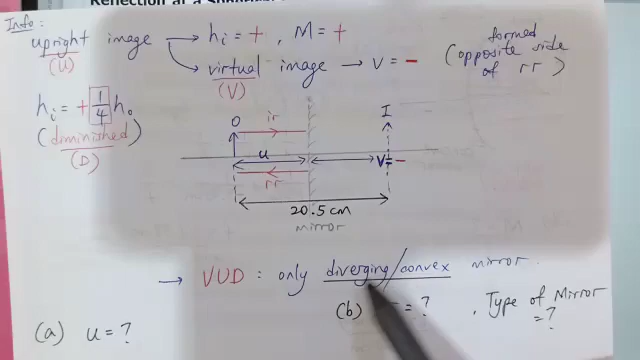 Reflection at a
Info:
upright image → hi = + , M = +
(U)
virtual image → V = −
(V)
formed
(opposite side
of rr)
hi = + 1/4 ho
(diminished)
(D)
O
ir
I
u
V = −
rr
20.5 cm
mirror
→ VUD : only diverging/convex mirror.
(a) u = ?
(b) = ? , Type of Mirror
= ?